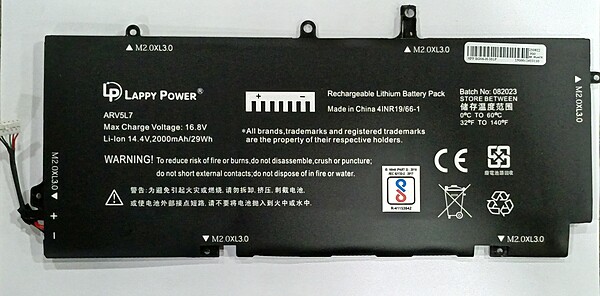 ▲ M2.0XL3.0
▲ M2.0XL3.0
LP LAPPY POWER®
ARV5L7
Max Charge Voltage: 16.8V
Li-Ion 14.4V,2000mAh/29Wh
Rechargeable Lithium Battery Pack
Made in China 4INR19/66-1
*All brands,trademarks and registered trademarks
are the property of their respective holders.
Batch No: 082023
STORE BETWEEN
储存温度范围
0℃ TO 60℃
32℉ TO 140℉
M2.0XL3.0
WARNING! To reduce risk of fire or burns,do not disassemble,crush or puncture;
do not short external contacts;do not dispose of in fire or water.
警告:为避免引起火灾或燃烧, 请勿拆卸, 挤压, 刺截电池,
或使电池外部接点短路. 请不要将电池抛入到火中或水中.
R-41152942
CE
M2.0XL3.0 ▼
+
−
▼ M2.0XL3.0
▼ M2.0XL3.0